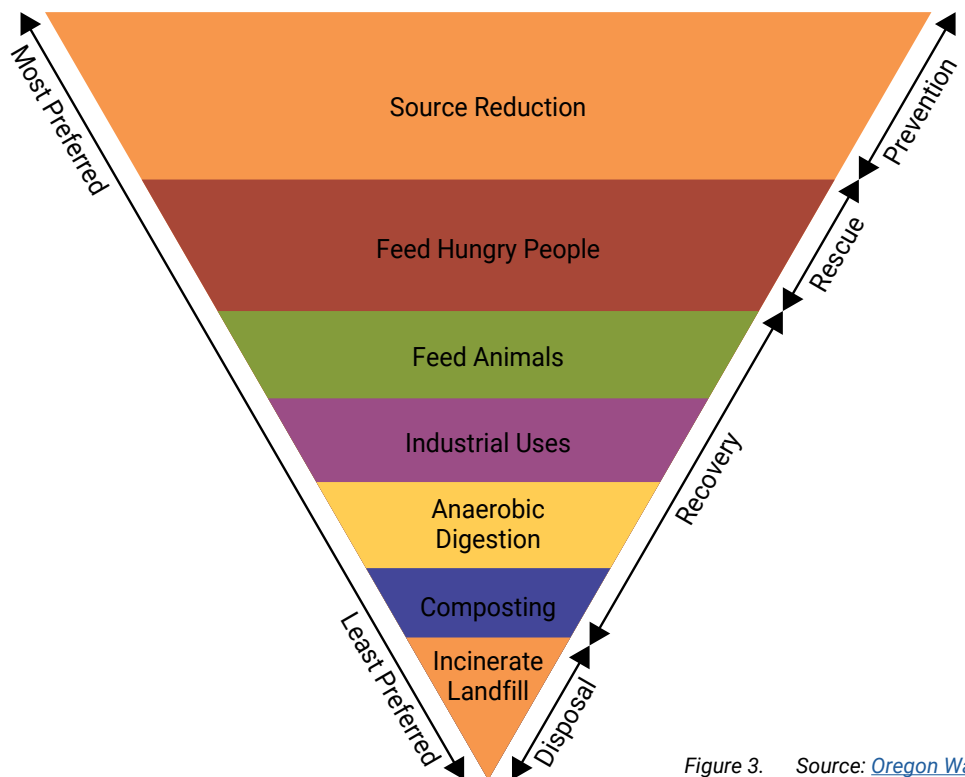 Most Preferred
Source Reduction
Prevention
Feed Hungry People
Rescue
Feed Animals
Industrial Uses
Recovery
Anaerobic
Digestion
Composting
Least Preferred
Incinerate
Landfill
Disposal
Figure 3. Source: Oregon